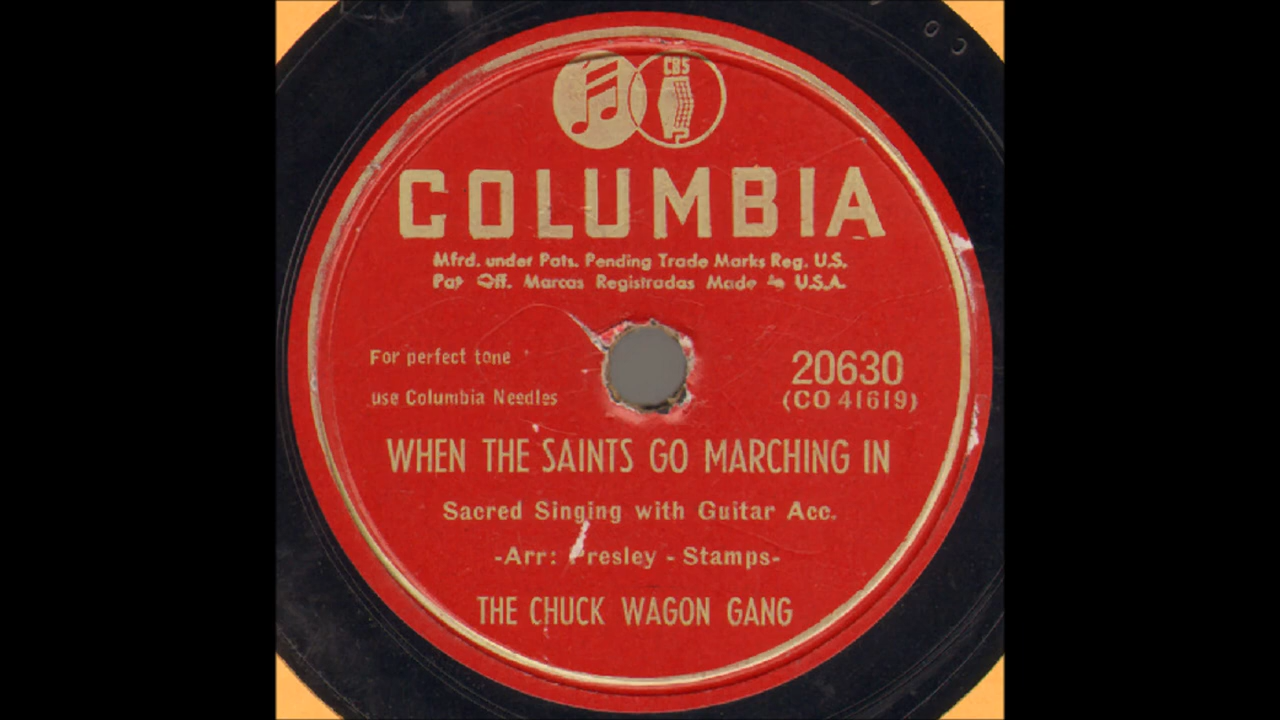 CBS
COLUMBIA
Mfrd. under Pats. Pending Trade Marks Reg. U.S.
Pat. Off. Marcas Registradas Made in U.S.A.
For perfect tone
use Columbia Needles
20630
(CO 41619)
WHEN THE SAINTS GO MARCHING IN
Sacred Singing with Guitar Acc.
-Arr: Presley - Stamps-
THE CHUCK WAGON GANG